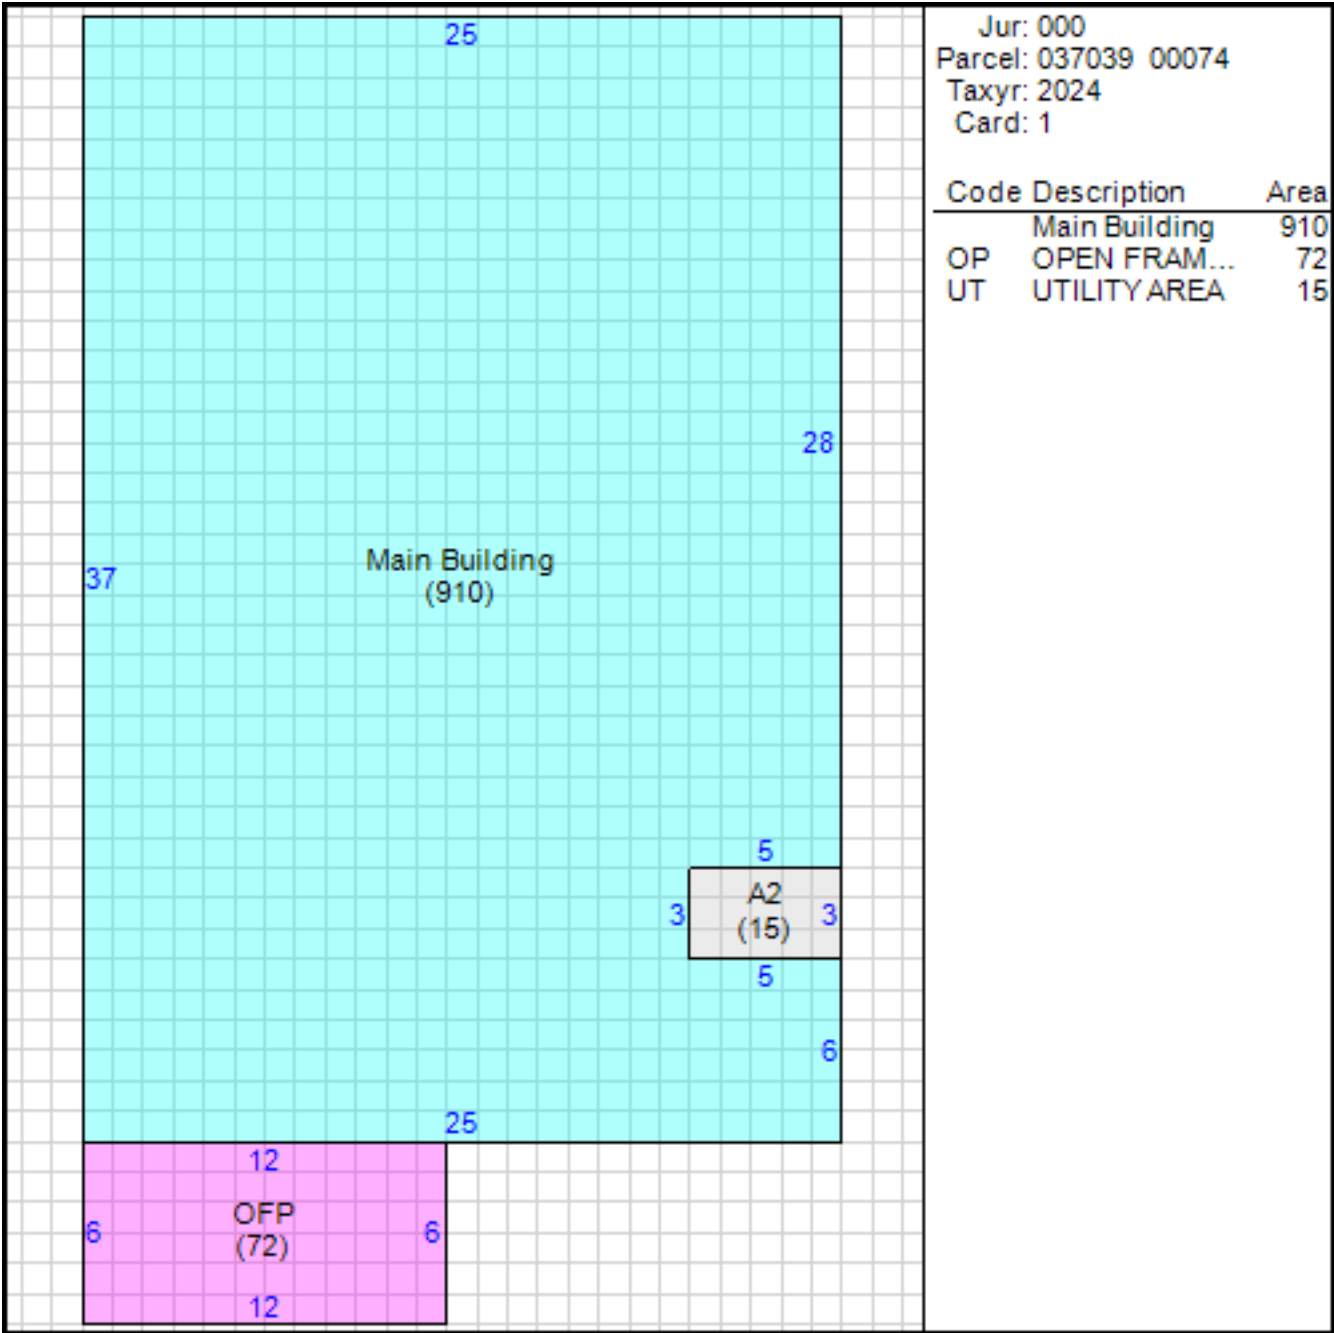 25
28
37
Main Building
(910)
5
A2
3
3
(15)
5
6
25
12
OFP
6
6
(72)
12
Jur: 000
Parcel: 037039 00074
Taxyr: 2024
Card: 1
Code Description Area
Main Building 910
OP OPEN FRAM... 72
UT UTILITY AREA 15